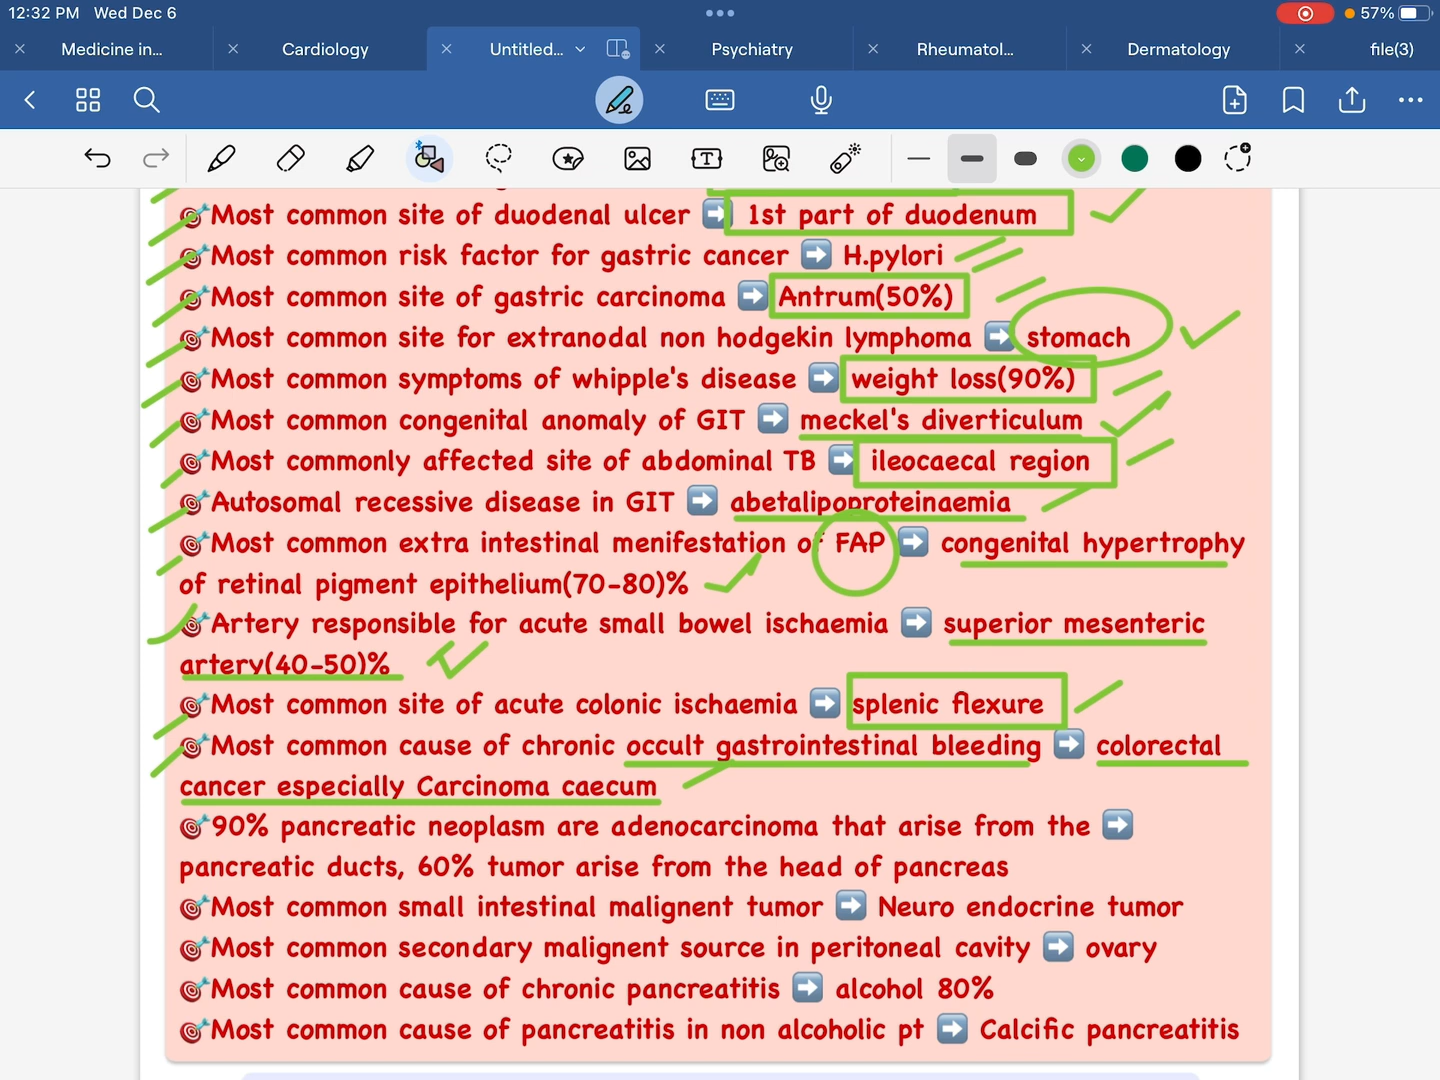 12:32 PM Wed Dec 6
57%
Medicine in...
Cardiology
Untitled...
Psychiatry
Rheumatol...
Dermatology
file(3)
Most common site of duodenal ulcer ➡️ 1st part of duodenum
Most common risk factor for gastric cancer ➡️ H.pylori
Most common site of gastric carcinoma ➡️ Antrum(50%)
Most common site for extranodal non hodgekin lymphoma ➡️ stomach
Most common symptoms of whipple's disease ➡️ weight loss(90%)
Most common congenital anomaly of GIT ➡️ meckel's diverticulum
Most commonly affected site of abdominal TB ➡️ ileocaecal region
Autosomal recessive disease in GIT ➡️ abetalipoproteinaemia
Most common extra intestinal menifestation of FAP ➡️ congenital hypertrophy
of retinal pigment epithelium(70-80)%
Artery responsible for acute small bowel ischaemia ➡️ superior mesenteric
artery(40-50)%
Most common site of acute colonic ischaemia ➡️ splenic flexure
Most common cause of chronic occult gastrointestinal bleeding ➡️ colorectal
cancer especially Carcinoma caecum
90% pancreatic neoplasm are adenocarcinoma that arise from the ➡️
pancreatic ducts, 60% tumor arise from the head of pancreas
Most common small intestinal malignent tumor ➡️ Neuro endocrine tumor
Most common secondary malignent source in peritoneal cavity ➡️ ovary
Most common cause of chronic pancreatitis ➡️ alcohol 80%
Most common cause of pancreatitis in non alcoholic pt ➡️ Calcific pancreatitis